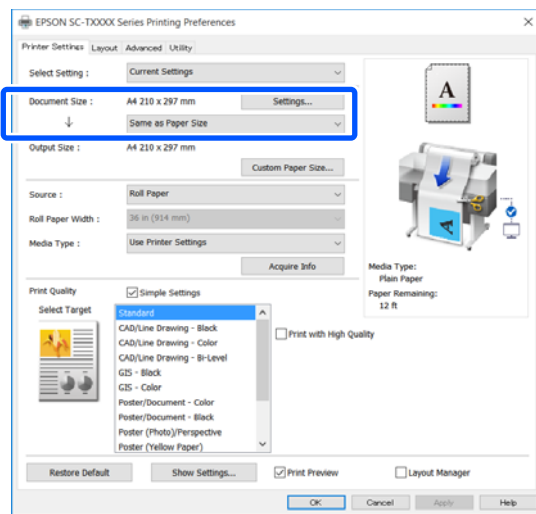 EPSON SC-TXXXX Series Printing Preferences
Printer Settings Layout Advanced Utility
Select Setting : Current Settings
Document Size : A4 210 x 297 mm Settings...
Same as Paper Size
Output Size : A4 210 x 297 mm
Custom Paper Size...
Source : Roll Paper
Roll Paper Width : 36 in (914 mm)
Media Type : Use Printer Settings
Acquire Info
A
A
Media Type:
Plain Paper
Paper Remaining:
12 ft
Print Quality Simple Settings
Select Target
Standard
CAD/Line Drawing - Black
CAD/Line Drawing - Color
CAD/Line Drawing - Bi-Level
GIS - Black
GIS - Color
Poster/Document - Color
Poster/Document - Black
Poster (Photo)/Perspective
Poster (Yellow Paper)
Print with High Quality
Restore Default Show Settings... Print Preview Layout Manager
OK Cancel Apply Help